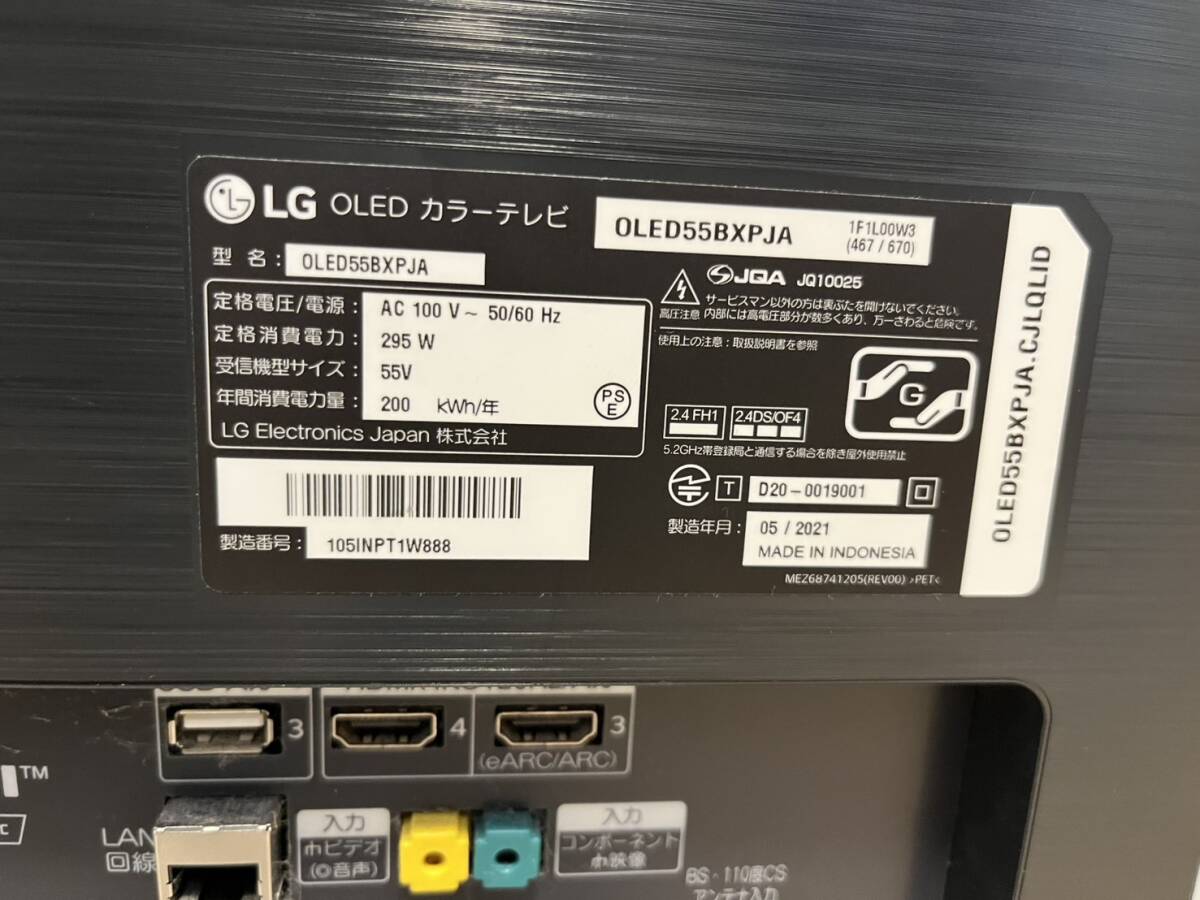 LG OLED カラーテレビ
OLED55BXPJA
1F1L00W3
(467 / 670)
型 名 : OLED55BXPJA
定格電圧/電源 : AC 100 V ~ 50/60 Hz
定格消費電力 : 295 W
受信機型サイズ : 55V
年間消費電力量 : 200 kWh/年
PS
E
LG Electronics Japan 株式会社
製造番号 : 105INPT1W888
JQA JQ10025
サービスマン以外の方は裏ぶたを開けないでください。
高圧注意 内部には高電圧部分が数多くあり、万一さわると危険です。
使用上の注意 : 取扱説明書を参照
G
2.4 FH1
2.4DS/OF4
5.2GHz帯登録局と通信する場合を除き屋外使用禁止
T D20-0019001
製造年月 : 05 / 2021
MADE IN INDONESIA
MEZ68741205(REV00) >PET<
OLED55BXPJA.CJLQLID
3
4
3
(eARC/ARC)
I™
LAN
回線
入力
ビデオ
(音声)
入力
コンポーネント
映像
BS・110度CS
アンテナ入力